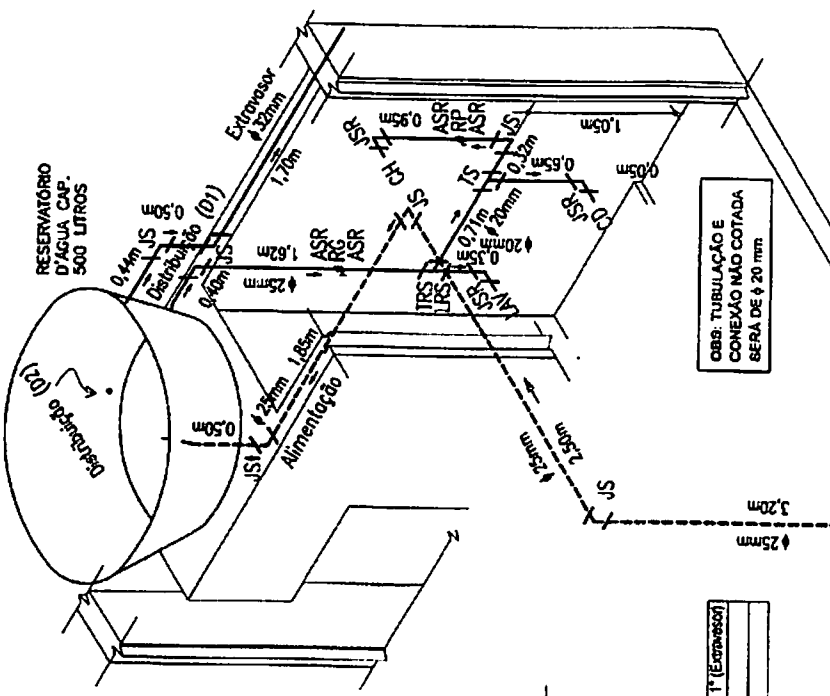 RESERVATÓRIO
D'ÁGUA CAP.
500 LITROS
Distribuição (D2)
0,44m
JS
0,50m
Extravasor
ϕ 32mm
1,70m
Distribuição (D1)
JS
0,40m
ϕ 25mm
1,62m
ASR
RG
ASR
0,50m
JS
ϕ 25mm
1,85m
Alimentação
JS
CH
JSR
0,95m
ASR
RP
ASR
JS
0,32m
TS
0,71m
ϕ 20mm
ϕ 20mm
0,35m
TRS
LRS
JSR
LAV
0,65m
JSR
CD
0,05m
1,05m
ϕ 25mm
2,50m
JS
3,20m
ϕ 25mm
OBS: TUBULAÇÃO E
CONEXÃO NÃO COTADA
SERÁ DE ϕ 20 mm
1" (Extravasor)